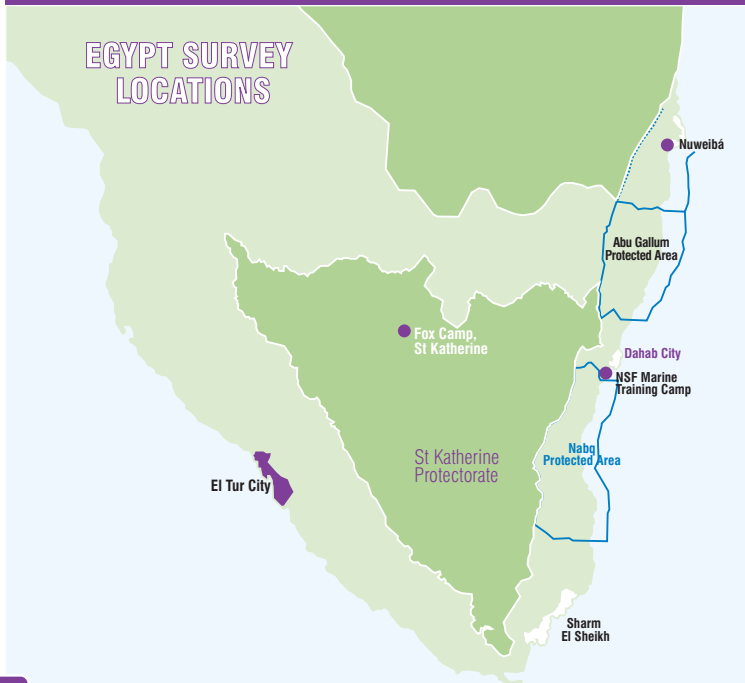 EGYPT SURVEY
LOCATIONS
Nuweibá
Abu Gallum
Protected Area
Fox Camp,
St Katherine
Dahab City
NSF Marine
Training Camp
Nabq
Protected Area
St Katherine
Protectorate
El Tur City
Sharm
El Sheikh